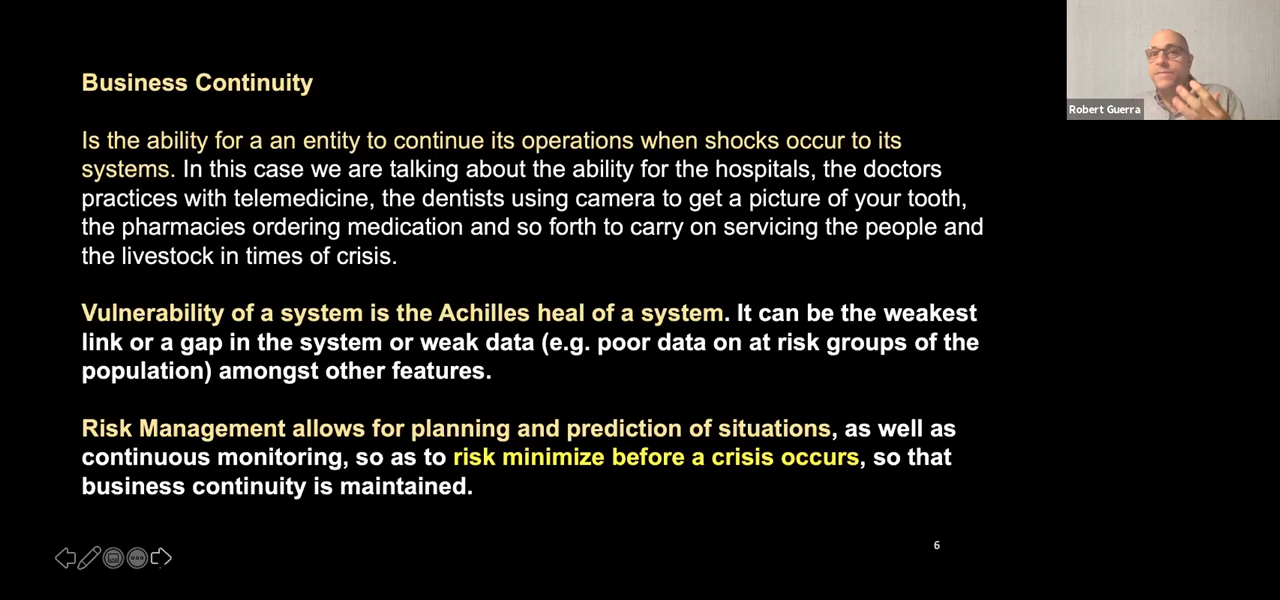 Business Continuity
Is the ability for a an entity to continue its operations when shocks occur to its
systems. In this case we are talking about the ability for the hospitals, the doctors
practices with telemedicine, the dentists using camera to get a picture of your tooth,
the pharmacies ordering medication and so forth to carry on servicing the people and
the livestock in times of crisis.
Vulnerability of a system is the Achilles heal of a system. It can be the weakest
link or a gap in the system or weak data (e.g. poor data on at risk groups of the
population) amongst other features.
Risk Management allows for planning and prediction of situations, as well as
continuous monitoring, so as to risk minimize before a crisis occurs, so that
business continuity is maintained.
6
Robert Guerra